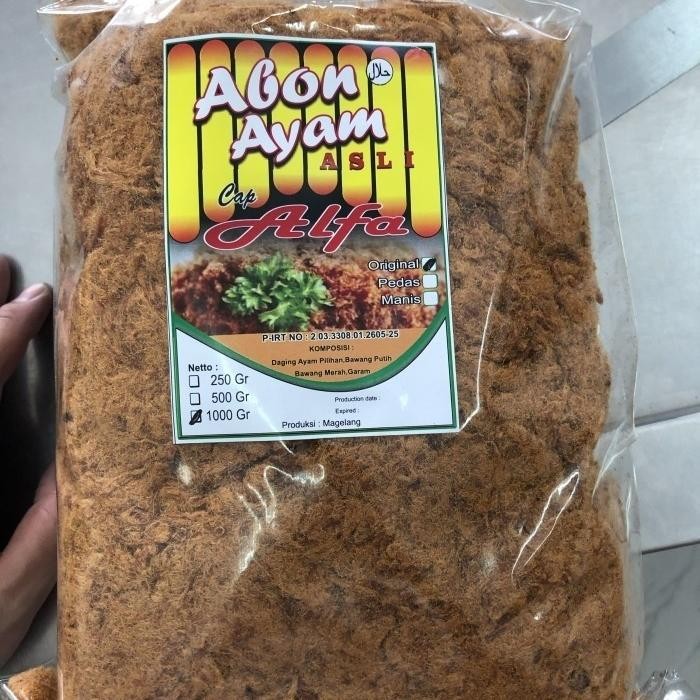 Abon
حلال
Ayam
ASLI
Cap
Alfa
Original
Pedas
Manis
P-IRT NO : 2.03.3308.01.2605-25
KOMPOSISI :
Daging Ayam Pilihan,Bawang Putih
Bawang Merah,Garam
Netto :
250 Gr
500 Gr
1000 Gr
Production date :
Expired :
Produksi : Magelang